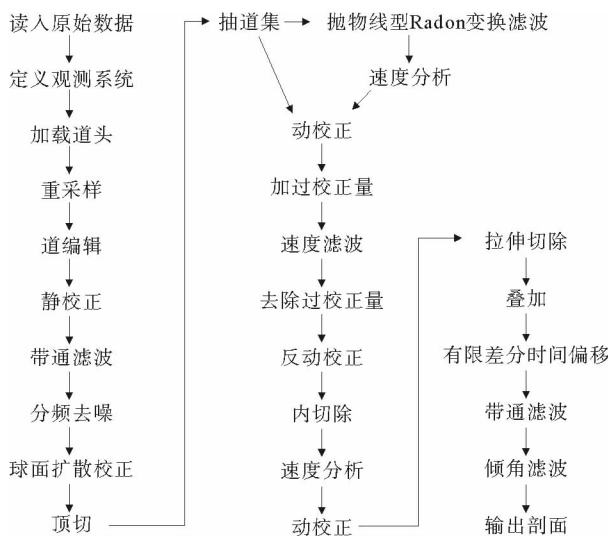 读入原始数据
定义观测系统
加载道头
重采样
道编辑
静校正
带通滤波
分频去噪
球面扩散校正
顶切
抽道集
抛物线型Radon变换滤波
速度分析
动校正
加过校正量
速度滤波
去除过校正量
反动校正
内切除
速度分析
动校正
拉伸切除
叠加
有限差分时间偏移
带通滤波
倾角滤波
输出剖面